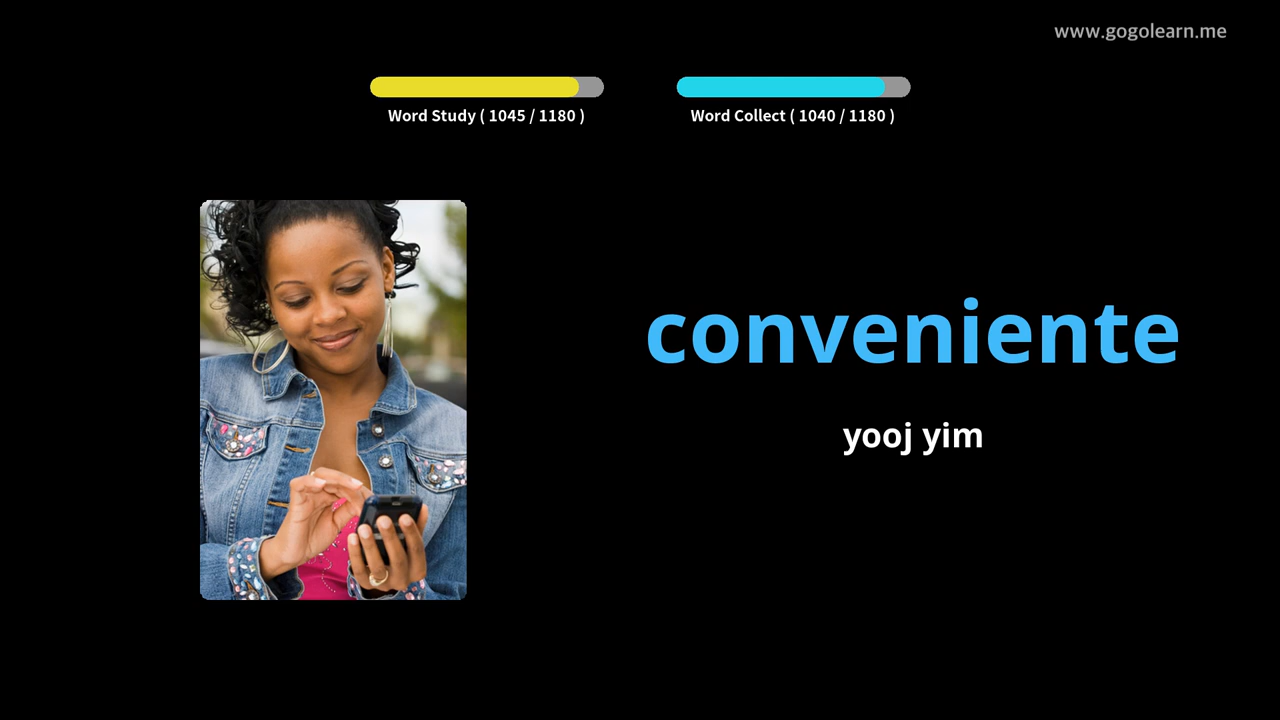 www.gogolearn.me
Word Study ( 1045 / 1180 )
Word Collect ( 1040 / 1180 )
conveniente
yooj yim